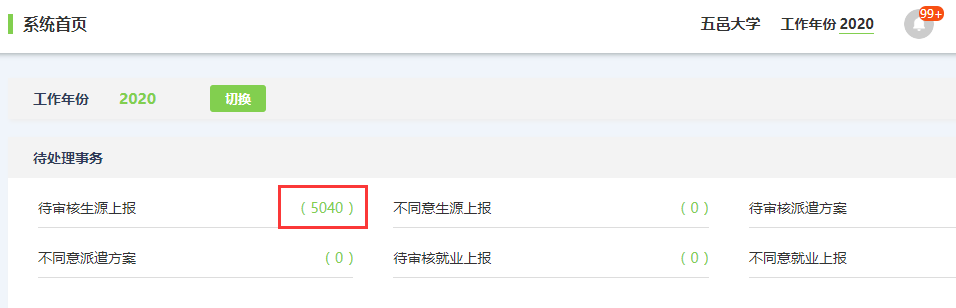 系统首页
五邑大学 工作年份 2020 99+
工作年份 2020 切换
待处理事务
待审核生源上报 （5040） 不同意生源上报 （0） 待审核派遣方案
不同意派遣方案 （0） 待审核就业上报 （0） 不同意就业上报